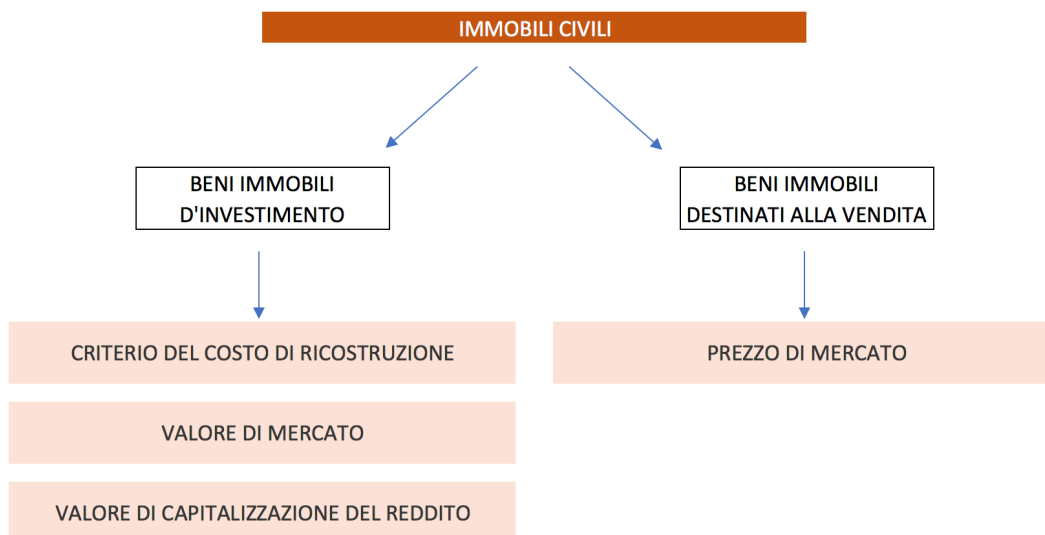 IMMOBILI CIVILI
BENI IMMOBILI
D'INVESTIMENTO
BENI IMMOBILI
DESTINATI ALLA VENDITA
CRITERIO DEL COSTO DI RICOSTRUZIONE
PREZZO DI MERCATO
VALORE DI MERCATO
VALORE DI CAPITALIZZAZIONE DEL REDDITO